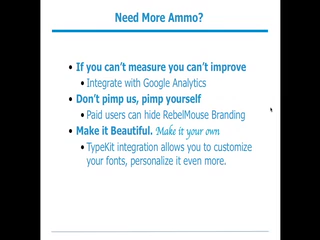 Need More Ammo?
• If you can't measure you can't improve
• Integrate with Google Analytics
• Don't pimp us, pimp yourself
• Paid users can hide RebelMouse Branding
• Make it Beautiful. Make it your own
• TypeKit integration allows you to customize
your fonts, personalize it even more.